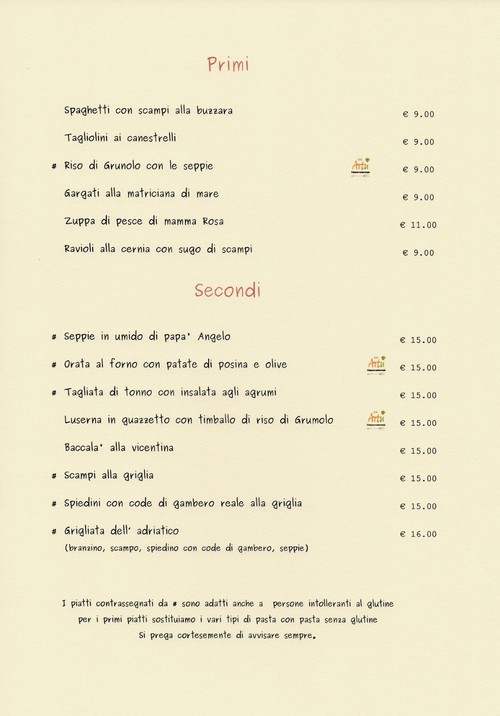 Primi
Spaghetti con scampi alla buzzara € 9.00
Tagliolini ai canestrelli € 9.00
# Riso di Grunolo con le seppie Artù € 9.00
Gargati alla matriciana di mare € 9.00
Zuppa di pesce di mamma Rosa € 11.00
Ravioli alla cernia con sugo di scampi € 9.00
Secondi
# Seppie in umido di papa' Angelo € 15.00
# Orata al forno con patate di posina e olive Artù € 15.00
# Tagliata di tonno con insalata agli agrumi € 15.00
Luserna in guazzetto con timballo di riso di Grumolo Artù € 15.00
Baccala' alla vicentina € 15.00
# Scampi alla griglia € 15.00
# Spiedini con code di gambero reale alla griglia € 15.00
# Grigliata dell' adriatico € 16.00
(branzino, scampo, spiedino con code di gambero, seppie)
I piatti contrassegnati da # sono adatti anche a persone intolleranti al glutine
per i primi piatti sostituiamo i vari tipi di pasta con pasta senza glutine
Si prega cortesemente di avvisare sempre.